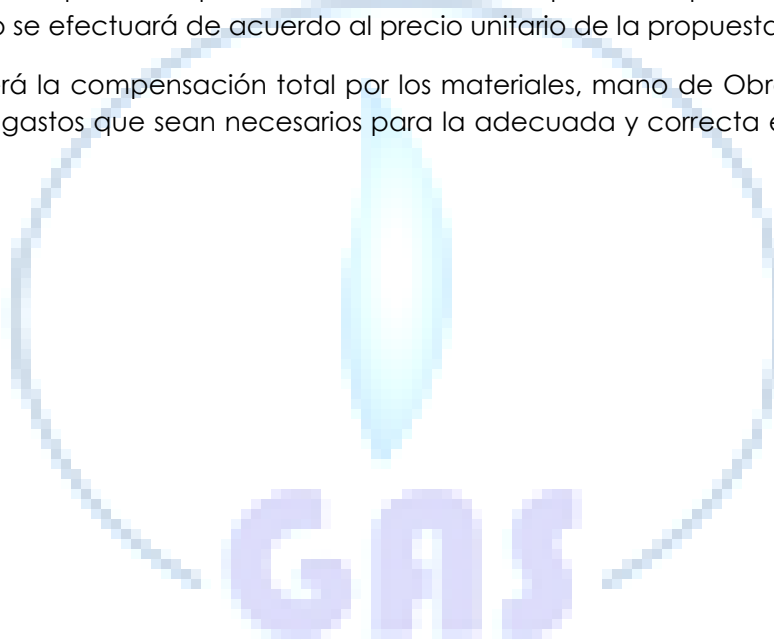 se efectuará de acuerdo al precio unitario de la propuesta
rá la compensación total por los materiales, mano de Obr
gastos que sean necesarios para la adecuada y correcta e
GAS